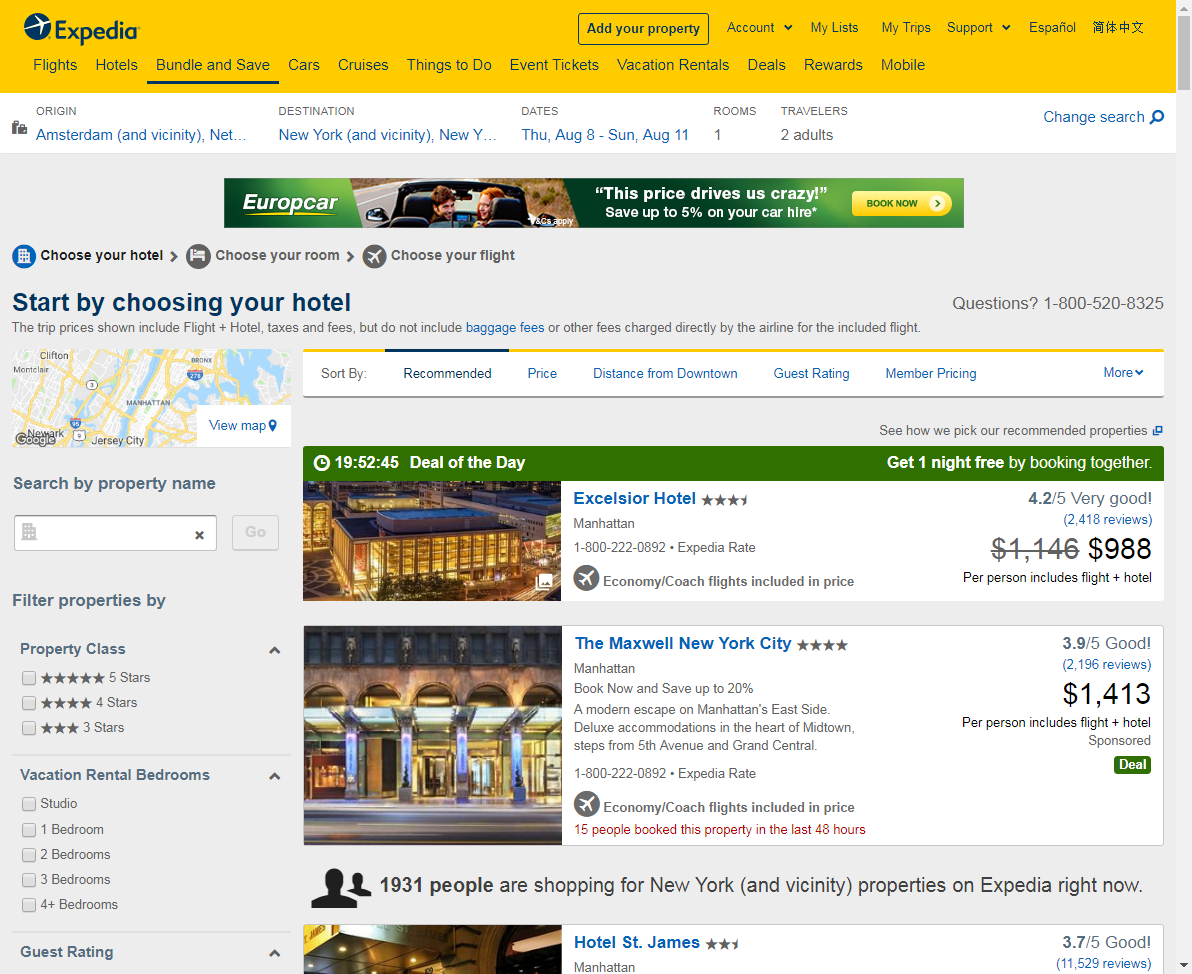 Expedia
Add your property
Account
My Lists
My Trips
Support
Español
简体中文
Flights
Hotels
Bundle and Save
Cars
Cruises
Things to Do
Event Tickets
Vacation Rentals
Deals
Rewards
Mobile
ORIGIN
Amsterdam (and vicinity), Net...
DESTINATION
New York (and vicinity), New Y...
DATES
Thu, Aug 8 - Sun, Aug 11
ROOMS
1
TRAVELERS
2 adults
Change search
Europcar
T&Cs apply
“This price drives us crazy!”
Save up to 5% on your car hire*
BOOK NOW
Choose your hotel
Choose your room
Choose your flight
Start by choosing your hotel
Questions? 1-800-520-8325
The trip prices shown include Flight + Hotel, taxes and fees, but do not include baggage fees or other fees charged directly by the airline for the included flight.
Clifton
Montclair
BRONX
278
3
MANHATTAN
95
9
Newark
Jersey City
Google
View map
Sort By:
Recommended
Price
Distance from Downtown
Guest Rating
Member Pricing
More
See how we pick our recommended properties
Search by property name
Go
Filter properties by
Property Class
5 Stars
4 Stars
3 Stars
Vacation Rental Bedrooms
Studio
1 Bedroom
2 Bedrooms
3 Bedrooms
4+ Bedrooms
Guest Rating
19:52:45 Deal of the Day
Get 1 night free by booking together.
Excelsior Hotel
Manhattan
1-800-222-0892 • Expedia Rate
Economy/Coach flights included in price
4.2/5 Very good!
(2,418 reviews)
$1,146 $988
Per person includes flight + hotel
The Maxwell New York City
Manhattan
Book Now and Save up to 20%
A modern escape on Manhattan's East Side.
Deluxe accommodations in the heart of Midtown,
steps from 5th Avenue and Grand Central.
1-800-222-0892 • Expedia Rate
Economy/Coach flights included in price
15 people booked this property in the last 48 hours
3.9/5 Good!
(2,196 reviews)
$1,413
Per person includes flight + hotel
Sponsored
Deal
1931 people are shopping for New York (and vicinity) properties on Expedia right now.
Hotel St. James
Manhattan
3.7/5 Good!
(11,529 reviews)